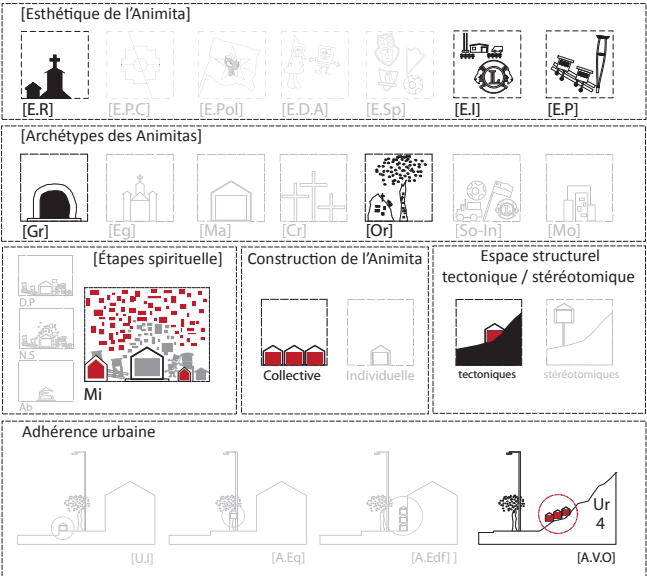 [Esthétique de l’Animita]
[E.R] [E.P.C] [E.Pol] [E.D.A] [E.Sp] [E.I] [E.P]
[Archétypes des Animitas]
[Gr] [Eg] [Ma] [Cr] [Or] [So-In] [Mo]
[Étapes spirituelle]
D.P
N.S
Ab
Mi
Construction de l’Animita
Collective Individuelle
Espace structurel
tectonique / stéréotomique
tectoniques stéréotomiques
Adhérence urbaine
Ur
4
[U.I] [A.Eq] [A.Edf] ] [A.V.O]